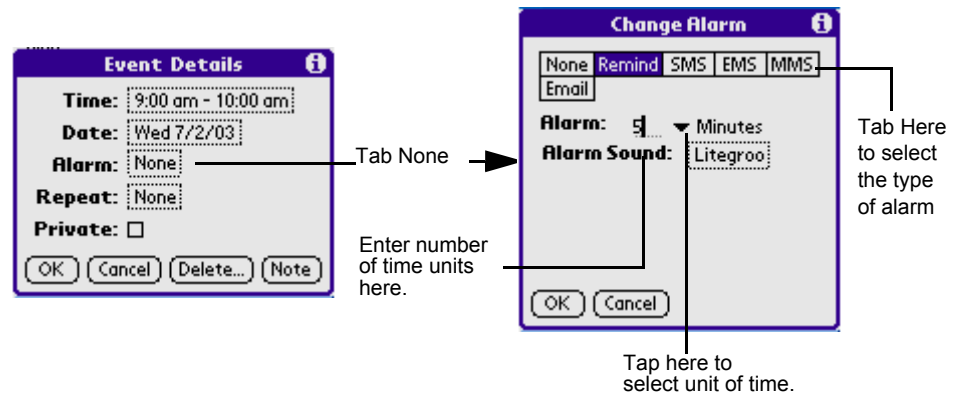 Event Details
Time: 9:00 am - 10:00 am
Date: Wed 7/2/03
Alarm: None
Repeat: None
Private:
OK Cancel Delete... Note
Tab None
Enter number
of time units
here.
Change Alarm
None Remind SMS EMS MMS
Email
Alarm: 5 Minutes
Alarm Sound: Litegroo
OK Cancel
Tab Here
to select
the type
of alarm
Tap here to
select unit of time.